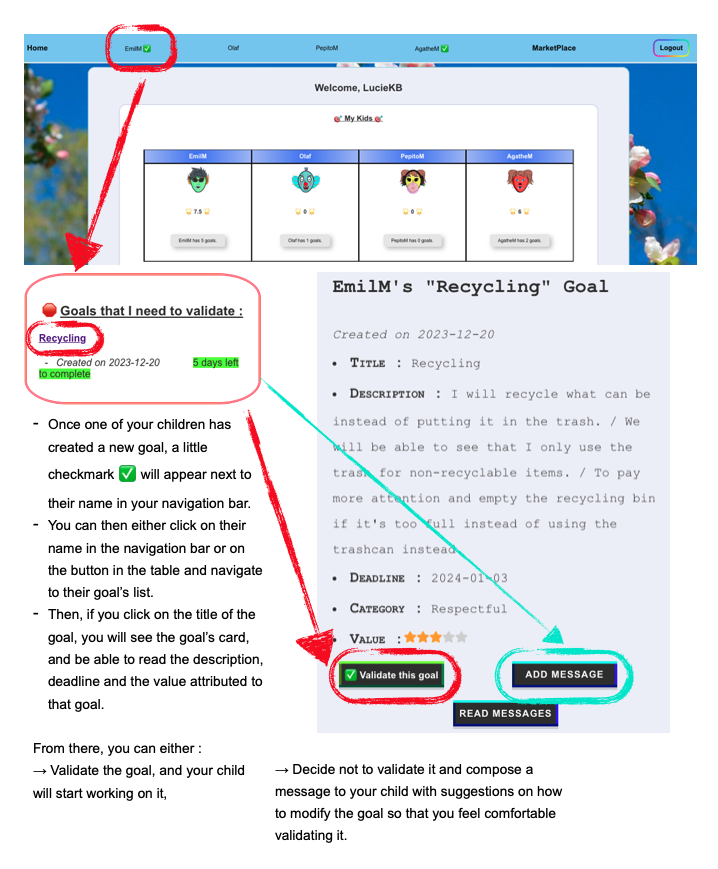 Home EmilM ✅ Olaf PepitoM AgatheM ✅ MarketPlace Logout
Welcome, LucieKB
🎯 My Kids 🎯
EmilM Olaf PepitoM AgatheM
7.5 0 0 6
EmilM has 5 goals. Olaf has 1 goals. PepitoM has 0 goals. AgatheM has 2 goals.
🛑 Goals that I need to validate :
Recycling
- Created on 2023-12-20 5 days left
to complete
- Once one of your children has
created a new goal, a little
checkmark ✅ will appear next to
their name in your navigation bar.
- You can then either click on their
name in the navigation bar or on
the button in the table and navigate
to their goal's list.
- Then, if you click on the title of the
goal, you will see the goal's card,
and be able to read the description,
deadline and the value attributed to
that goal.
From there, you can either :
→ Validate the goal, and your child
will start working on it,
EmilM's "Recycling" Goal
Created on 2023-12-20
• Title : Recycling
• Description : I will recycle what can be
instead of putting it in the trash. / We
will be able to see that I only use the
trash for non-recyclable items. / To pay
more attention and empty the recycling bin
if it's too full instead of using the
trashcan instead
• Deadline : 2024-01-03
• Category : Respectful
• Value : ⭐⭐⭐
✅ Validate this goal ADD MESSAGE
READ MESSAGES
→ Decide not to validate it and compose a
message to your child with suggestions on how
to modify the goal so that you feel comfortable
validating it.